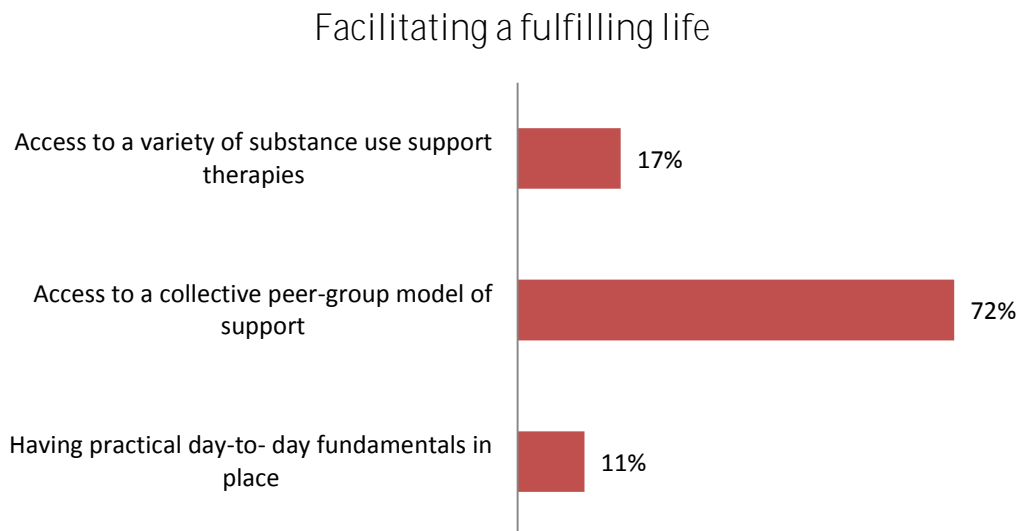 Facilitating a fulfilling life
Access to a variety of substance use support
therapies
17%
Access to a collective peer-group model of
support
72%
Having practical day-to- day fundamentals in
place
11%